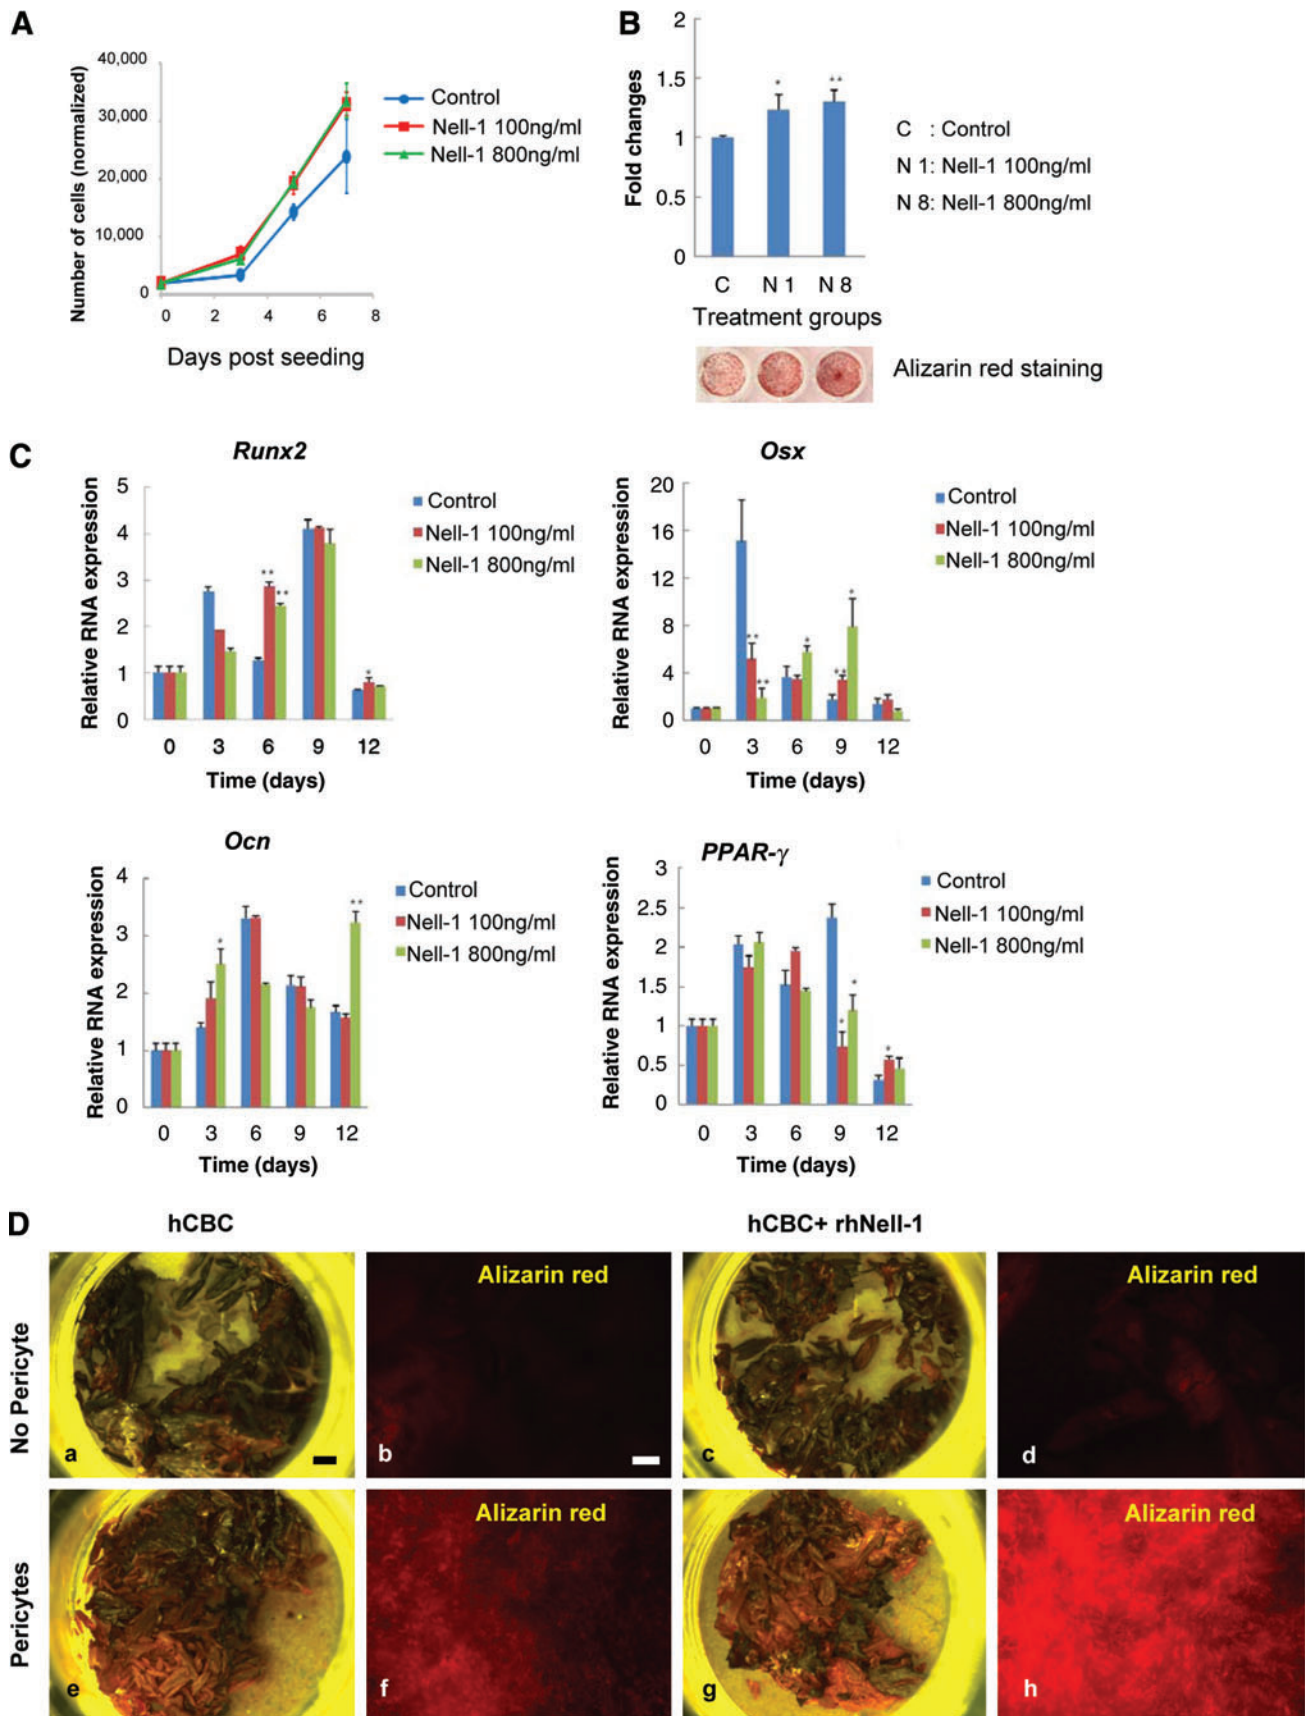 A
Number of cells (normalized)
40,000
30,000
20,000
10,000
0
0 2 4 6 8
Days post seeding
Control
Nell-1 100ng/ml
Nell-1 800ng/ml
B
Fold changes
2
1.5
1
0.5
0
* **
C N 1 N 8
Treatment groups
C : Control
N 1: Nell-1 100ng/ml
N 8: Nell-1 800ng/ml
Alizarin red staining
C
Runx2
Relative RNA expression
5
4
3
2
1
0
** ** *
0 3 6 9 12
Time (days)
Control
Nell-1 100ng/ml
Nell-1 800ng/ml
Osx
Relative RNA expression
20
16
12
8
4
0
** ** * ** *
0 3 6 9 12
Time (days)
Control
Nell-1 100ng/ml
Nell-1 800ng/ml
Ocn
Relative RNA expression
4
3
2
1
0
* **
0 3 6 9 12
Time (days)
Control
Nell-1 100ng/ml
Nell-1 800ng/ml
PPAR-γ
Relative RNA expression
3
2.5
2
1.5
1
0.5
0
* * *
0 3 6 9 12
Time (days)
Control
Nell-1 100ng/ml
Nell-1 800ng/ml
D
hCBC
hCBC+ rhNell-1
No Pericyte
a
Alizarin red
b
c
Alizarin red
d
Pericytes
e
Alizarin red
f
g
Alizarin red
h